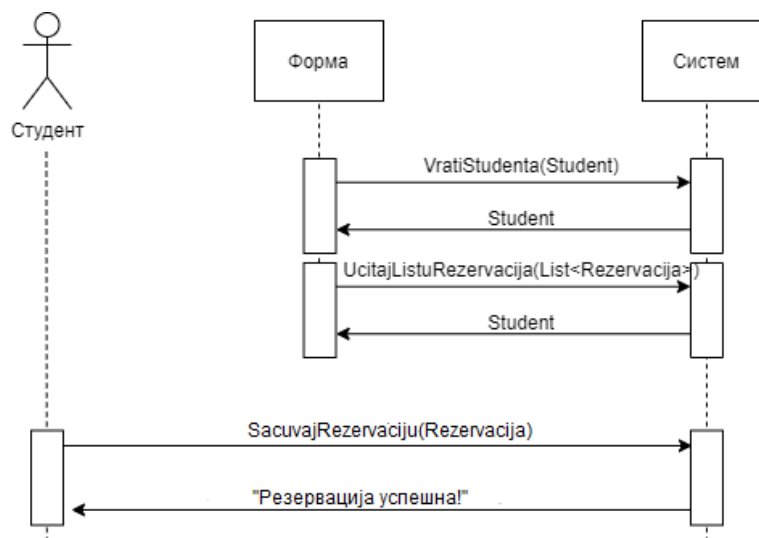 Форма
Систем
Студент
VratiStudenta(Student)
Student
UcitajListuRezervacija(List<Rezervacija>)
Student
SacuvajRezervaciju(Rezervacija)
"Резервација успешна!"